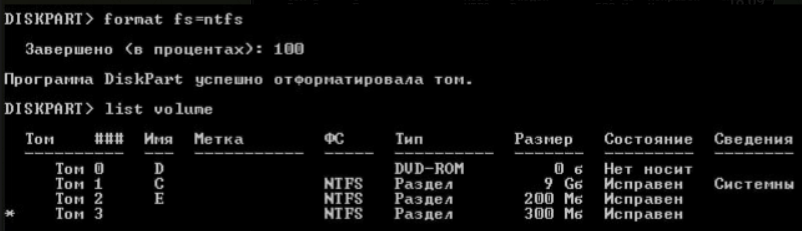 DISKPART> format fs=ntfs
Завершено (в процентах): 100
Программа DiskPart успешно отформатировала том.
DISKPART> list volume
Том ### Имя Метка ФС Тип Размер Состояние Сведения
Том 0 D DVD-ROM 0 б Нет носит
Том 1 C NTFS Раздел 9 Gб Исправен Системны
Том 2 E NTFS Раздел 200 Mб Исправен
* Том 3 NTFS Раздел 300 Mб Исправен